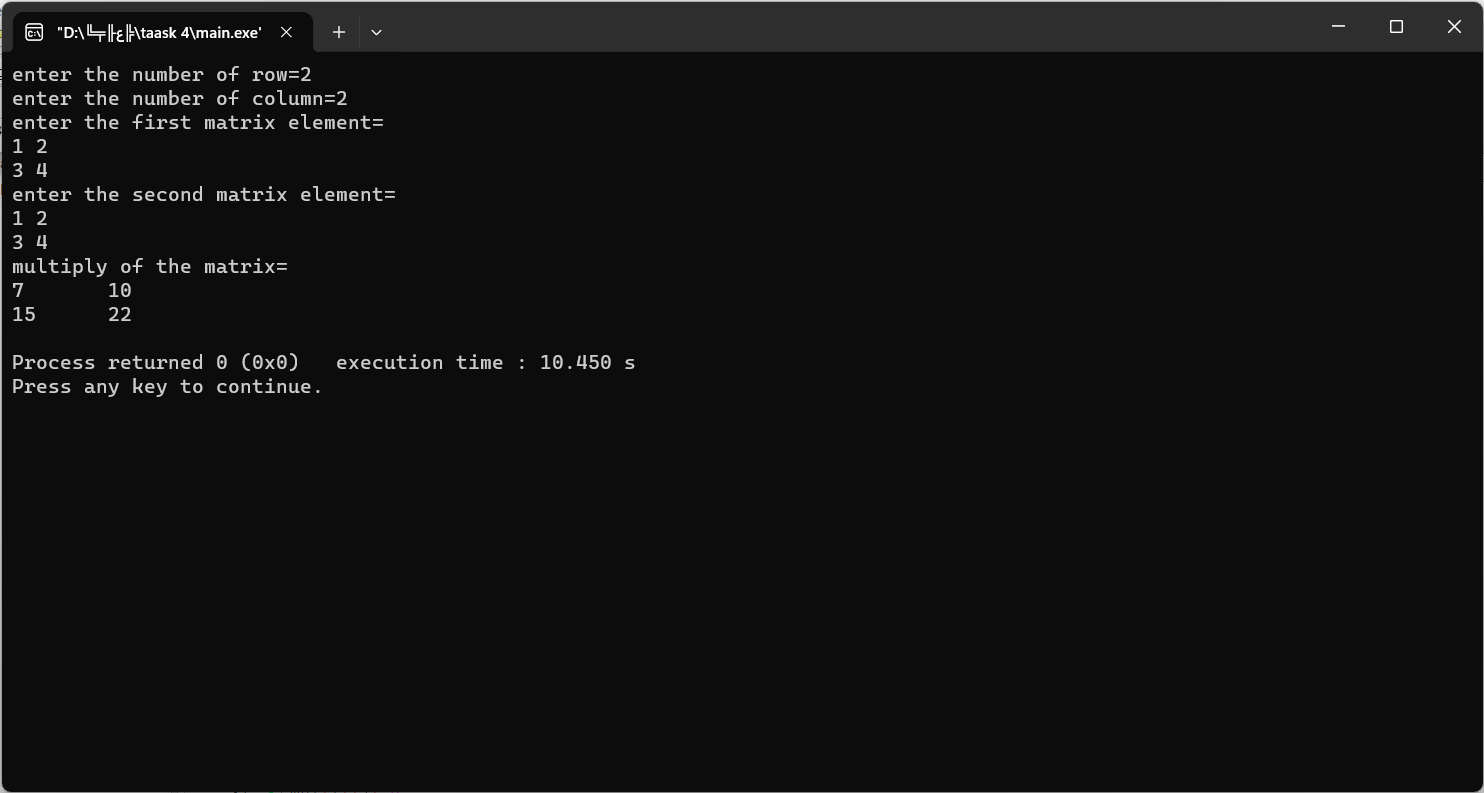 "D:\╚╤╟ع╠\taask 4\main.exe"
enter the number of row=2
enter the number of column=2
enter the first matrix element=
1 2
3 4
enter the second matrix element=
1 2
3 4
multiply of the matrix=
7 10
15 22
Process returned 0 (0x0) execution time : 10.450 s
Press any key to continue.